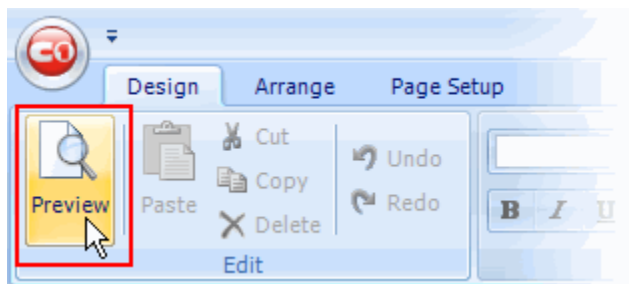 C1
Design Arrange Page Setup
Cut
Undo
Copy
Preview Paste Redo
B I U
Delete
Edit